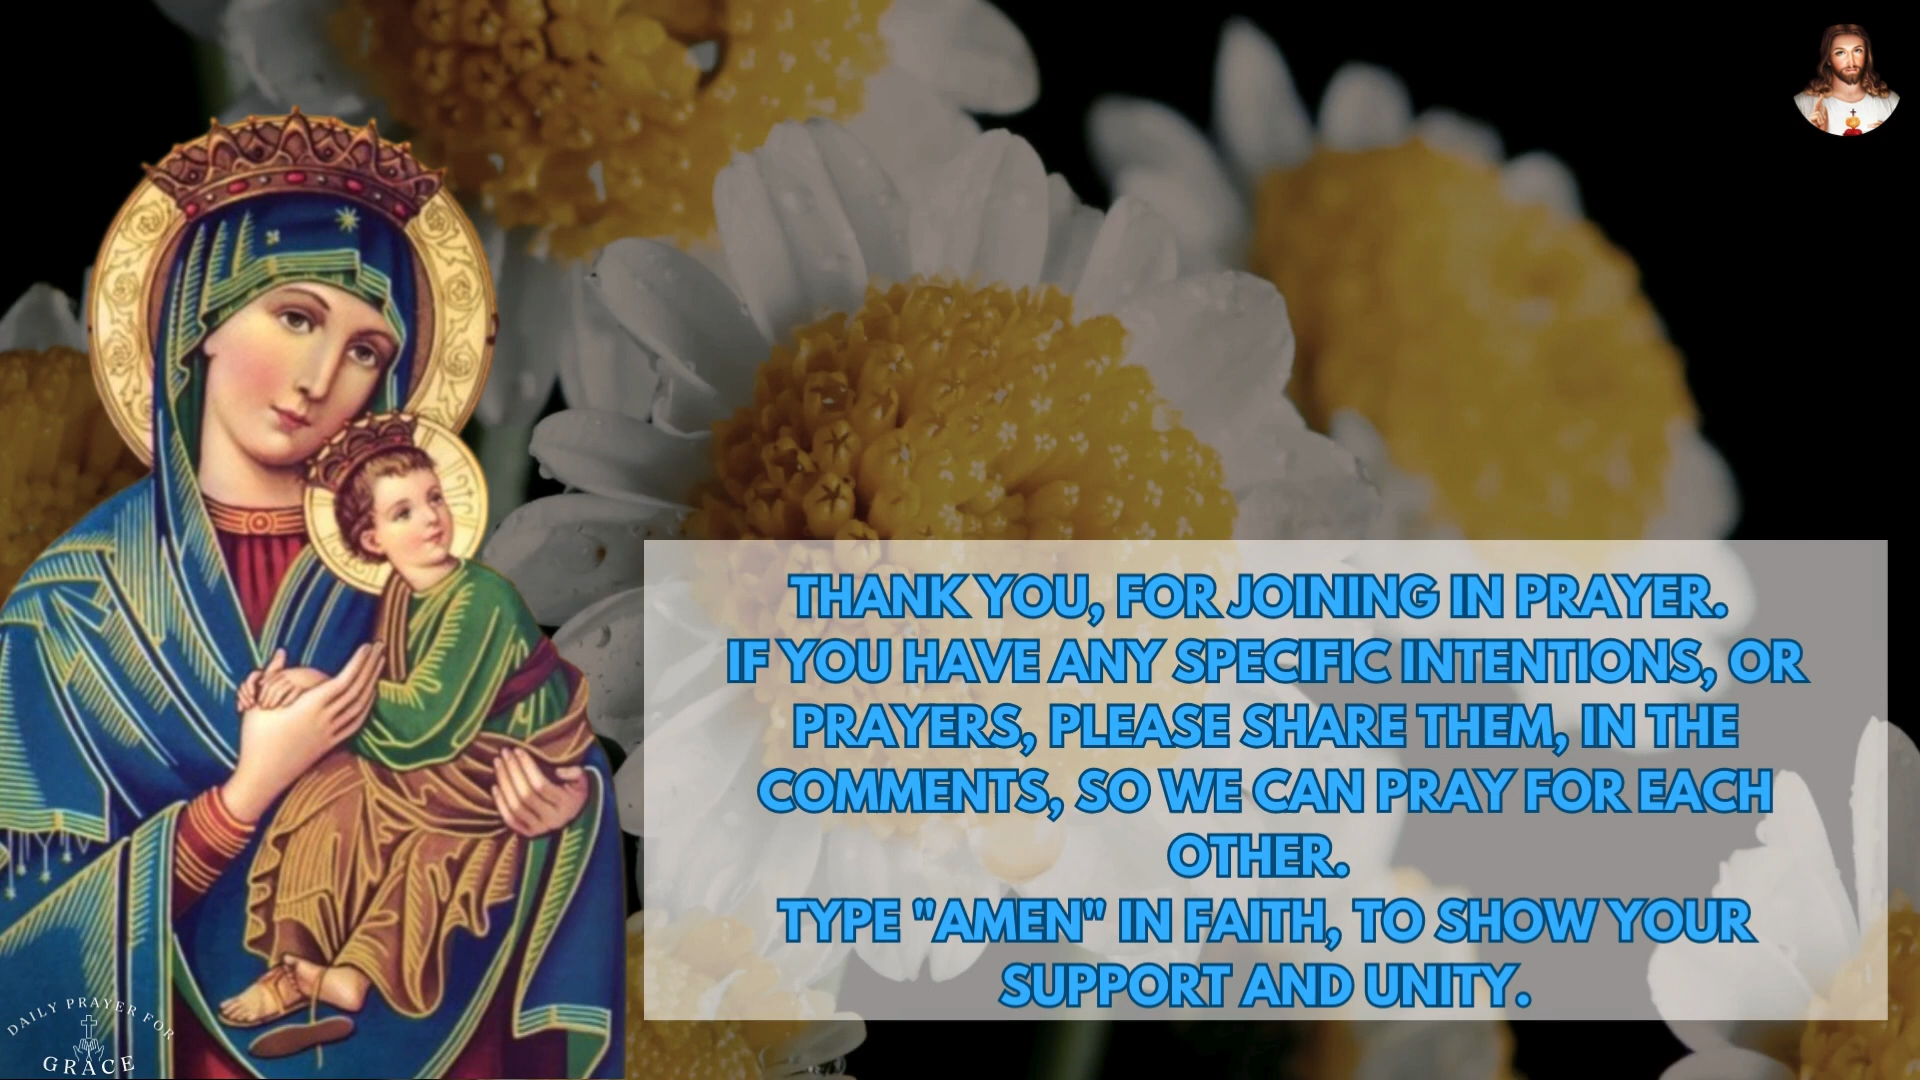 THANK YOU, FOR JOINING IN PRAYER.
IF YOU HAVE ANY SPECIFIC INTENTIONS, OR
PRAYERS, PLEASE SHARE THEM, IN THE
COMMENTS, SO WE CAN PRAY FOR EACH
OTHER.
TYPE "AMEN" IN FAITH, TO SHOW YOUR
SUPPORT AND UNITY.
DAILY PRAYER FOR
GRACE